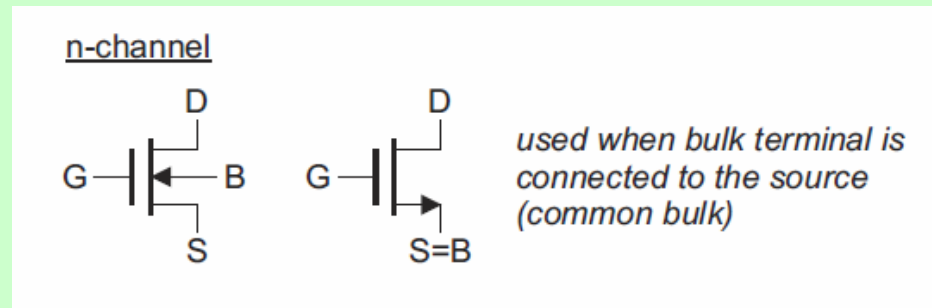 n-channel
D
G
B
S
D
G
S=B
used when bulk terminal is
connected to the source
(common bulk)